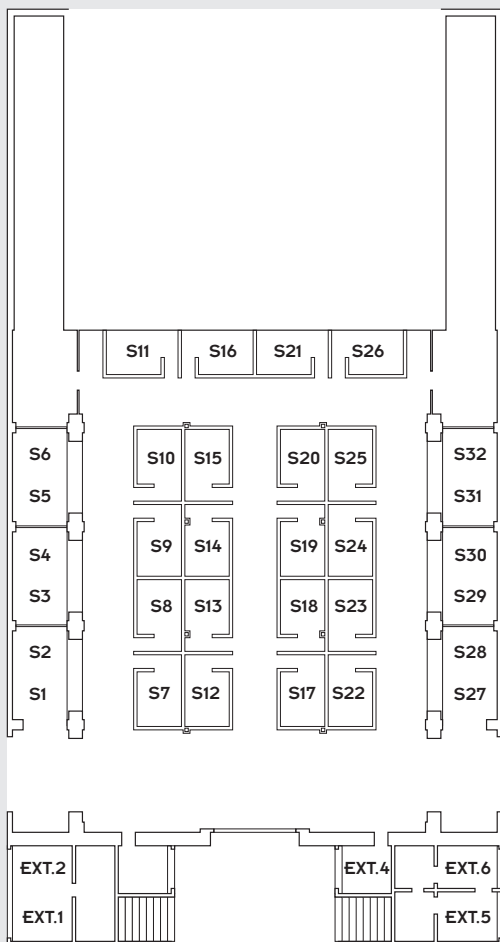 S11 S16 S21 S26
S6 S10 S15 S20 S25 S32
S5 S31
S4 S9 S14 S19 S24 S30
S3 S8 S13 S18 S23 S29
S2 S28
S1 S7 S12 S17 S22 S27
EXT.2 EXT.4 EXT.6
EXT.1 EXT.5